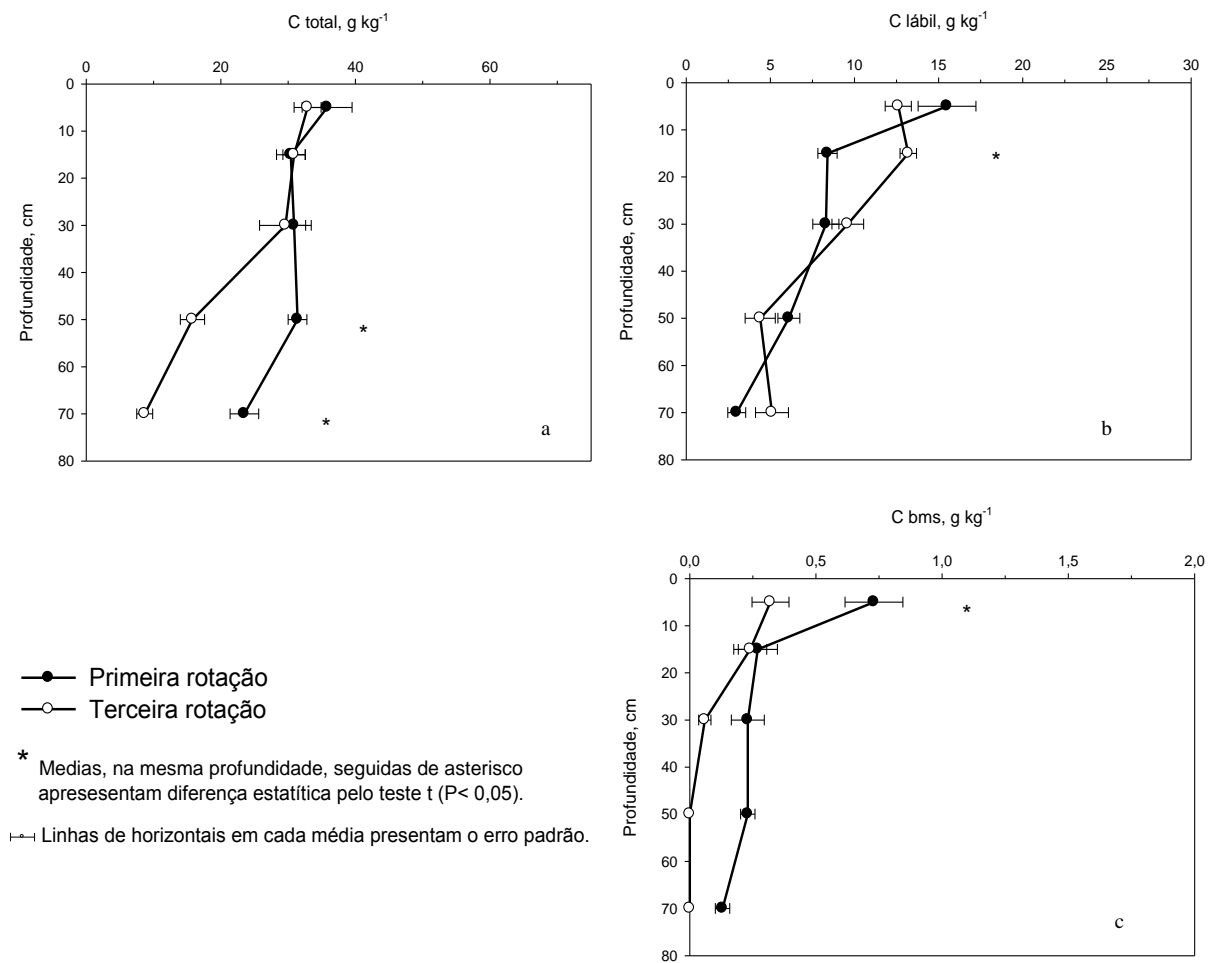 C total, g kg-1
0 20 40 60
0
10
20
30
40
50
60
70
80
Profundidade, cm
*
*
a
C lábil, g kg-1
0 5 10 15 20 25 30
0
10
20
30
40
50
60
70
80
Profundidade, cm
*
b
C bms, g kg-1
0,0 0,5 1,0 1,5 2,0
0
10
20
30
40
50
60
70
80
Profundidade, cm
*
c
Primeira rotação
Terceira rotação
* Medias, na mesma profundidade, seguidas de asterisco
apresesentam diferença estatítica pelo teste t (P< 0,05).
Linhas de horizontais em cada média presentam o erro padrão.